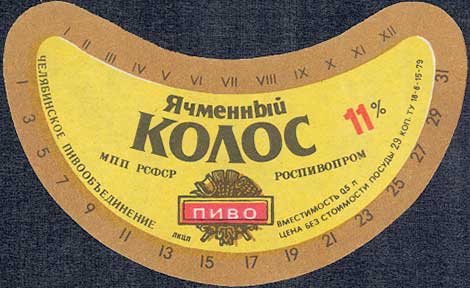 I II III IV V VI VII VIII IX X XI XII
Ячменный
КОЛОС
11%
МПП РСФСР
РОСПИВОПРОМ
ПИВО
ЧЕЛЯБИНСКОЕ ПИВООБЪЕДИНЕНИЕ
ЛКЦЛ
ВМЕСТИМОСТЬ 0,5 л
ЦЕНА БЕЗ СТОИМОСТИ ПОСУДЫ 29 КОП. ТУ 18-6-15-79
1 3 5 7 9 11 13 15 17 19 21 23 25 27 29 31